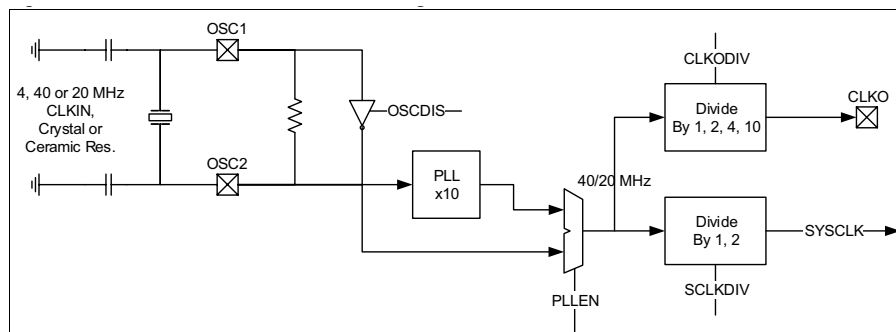 OSC1
4, 40 or 20 MHz
CLKIN,
Crystal or
Ceramic Res.
OSCDIS
OSC2
PLL
x10
40/20 MHz
PLLEN
CLKODIV
Divide
By 1, 2, 4, 10
CLKO
Divide
By 1, 2
SYSCLK
SCLKDIV